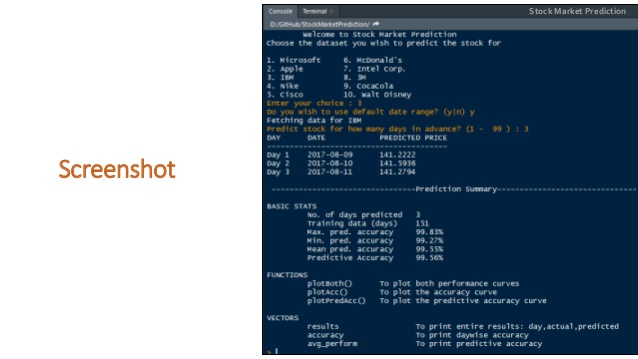 Screenshot
Console Terminal ×
Stock Market Prediction
D:/GitHub/StockMarketPrediction/
Welcome to Stock Market Prediction
Choose the dataset you wish to predict the stock for
1. Microsoft 6. McDonald's
2. Apple 7. Intel Corp.
3. IBM 8. 3M
4. Nike 9. CocaCola
5. Cisco 10. Walt Disney
Enter your choice : 3
Do you wish to use default date range? (y|n) y
Fetching data for IBM
Predict stock for how many days in advance? (1 - 99 ) : 3
DAY DATE PREDICTED PRICE
----------------------------------------
Day 1 2017-08-09 141.2222
Day 2 2017-08-10 141.5936
Day 3 2017-08-11 141.2794
--------------------------------Prediction Summary--------------------------------
BASIC STATS
No. of days predicted 3
Training data (days) 151
Max. pred. accuracy 99.83%
Min. pred. accuracy 99.27%
Mean pred. accuracy 99.55%
Predictive Accuracy 99.56%
FUNCTIONS
plotBoth() To plot both performance curves
plotAcc() To plot the accuracy curve
plotPredAcc() To plot the predictive accuracy curve
VECTORS
results To print entire results: day,actual,predicted
accuracy To print daywise accuracy
avg_perform To print predictive accuracy
>